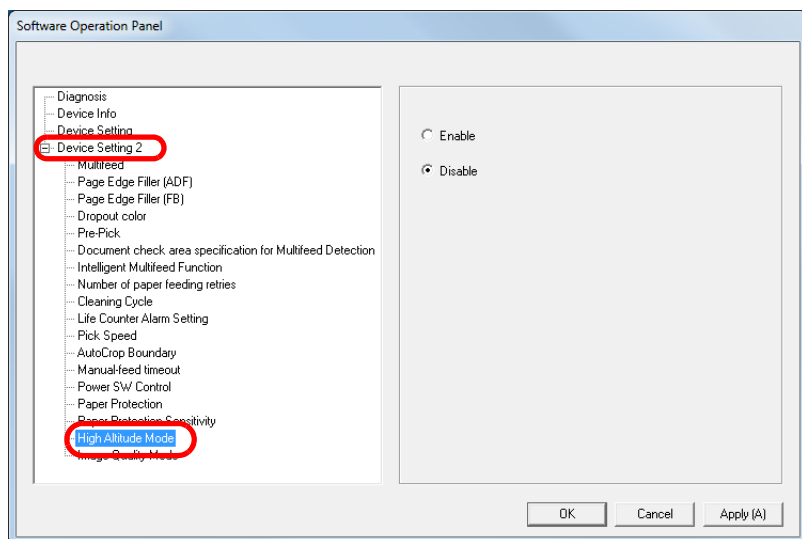 Software Operation Panel
Diagnosis
Device Info
Device Setting
Device Setting 2
Multifeed
Page Edge Filler (ADF)
Page Edge Filler (FB)
Dropout color
Pre-Pick
Document check area specification for Multifeed Detection
Intelligent Multifeed Function
Number of paper feeding retries
Cleaning Cycle
Life Counter Alarm Setting
Pick Speed
AutoCrop Boundary
Manual-feed timeout
Power SW Control
Paper Protection
Paper Protection Sensitivity
High Altitude Mode
Image Quality Mode
Enable
Disable
OK
Cancel
Apply (A)